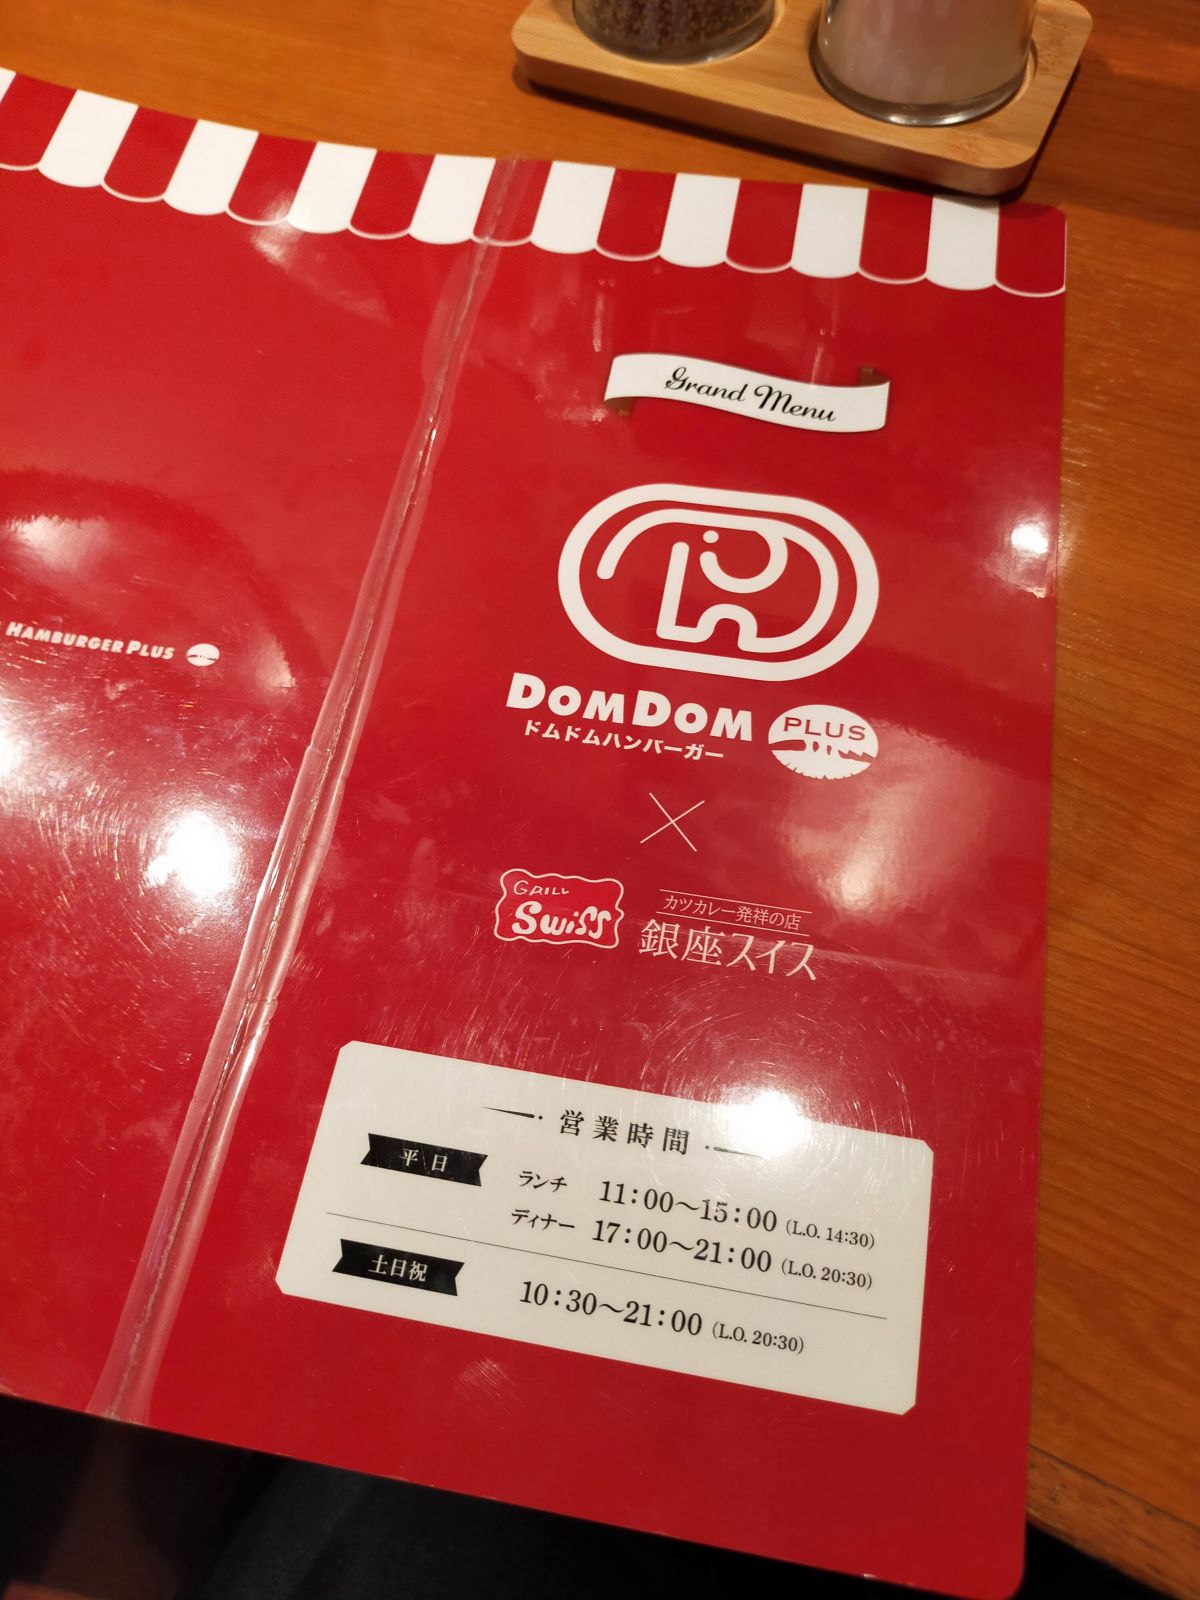 Grand Menu
DOMDOM
ドムドムハンバーガー
PLUS
HAMBURGER PLUS
×
GRILL
Swiss
カツカレー発祥の店
銀座スイス
営業時間
平日
ランチ 11:00～15:00 (L.O. 14:30)
ディナー 17:00～21:00 (L.O. 20:30)
土日祝
10:30～21:00 (L.O. 20:30)